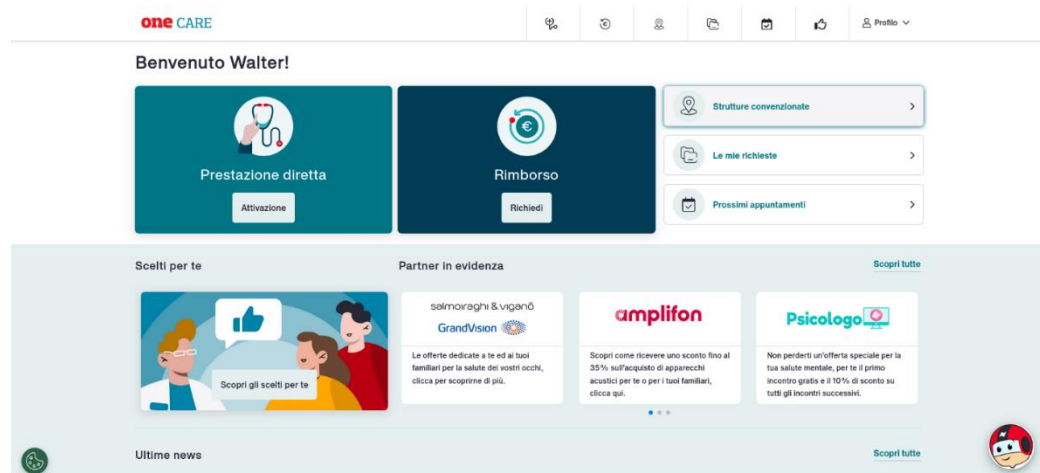 one CARE
Profilo
Benvenuto Walter!
Prestazione diretta
Attivazione
Rimborso
Richiedi
Strutture convenzionate
Le mie richieste
Prossimi appuntamenti
Scelti per te
Scopri gli scelti per te
Partner in evidenza
Scopri tutte
salmoiraghi & viganò
GrandVision
Le offerte dedicate a te ed ai tuoi
familiari per la salute dei vostri occhi,
clicca per scoprirne di più.
amplifon
Scopri come ricevere uno sconto fino al
35% sull'acquisto di apparecchi
acustici per te o per i tuoi familiari,
clicca qui.
Psicologo
Non perderti un'offerta speciale per la
tua salute mentale, per te il primo
incontro gratis e il 10% di sconto su
tutti gli incontri successivi.
Ultime news
Scopri tutte